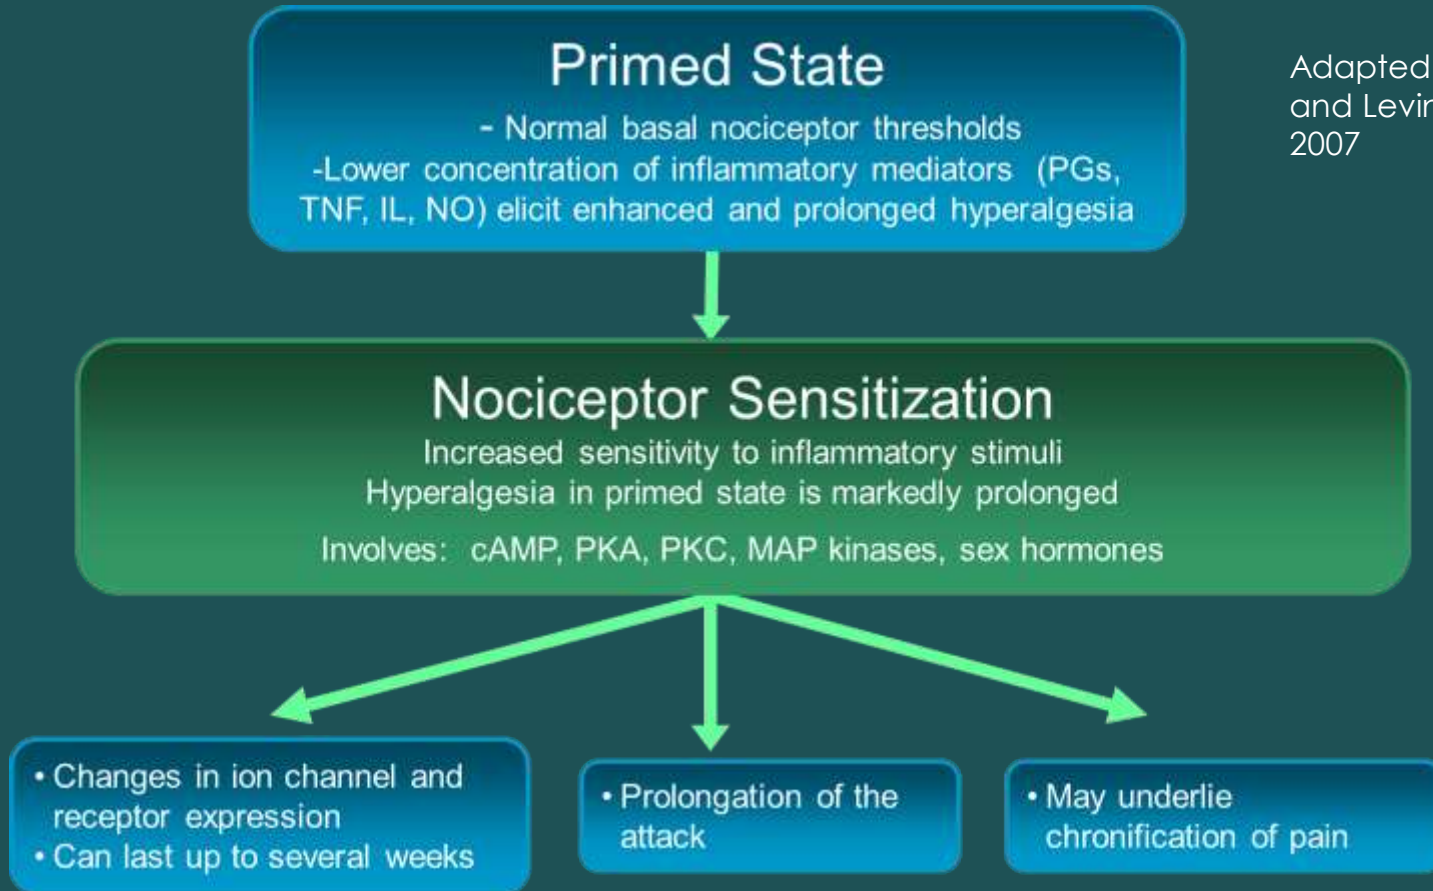 Primed State
- Normal basal nociceptor thresholds
-Lower concentration of inflammatory mediators (PGs,
TNF, IL, NO) elicit enhanced and prolonged hyperalgesia
Adapted
and Levin
2007
Nociceptor Sensitization
Increased sensitivity to inflammatory stimuli
Hyperalgesia in primed state is markedly prolonged
Involves: cAMP, PKA, PKC, MAP kinases, sex hormones
• Changes in ion channel and
receptor expression
• Can last up to several weeks
• Prolongation of the
attack
• May underlie
chronification of pain